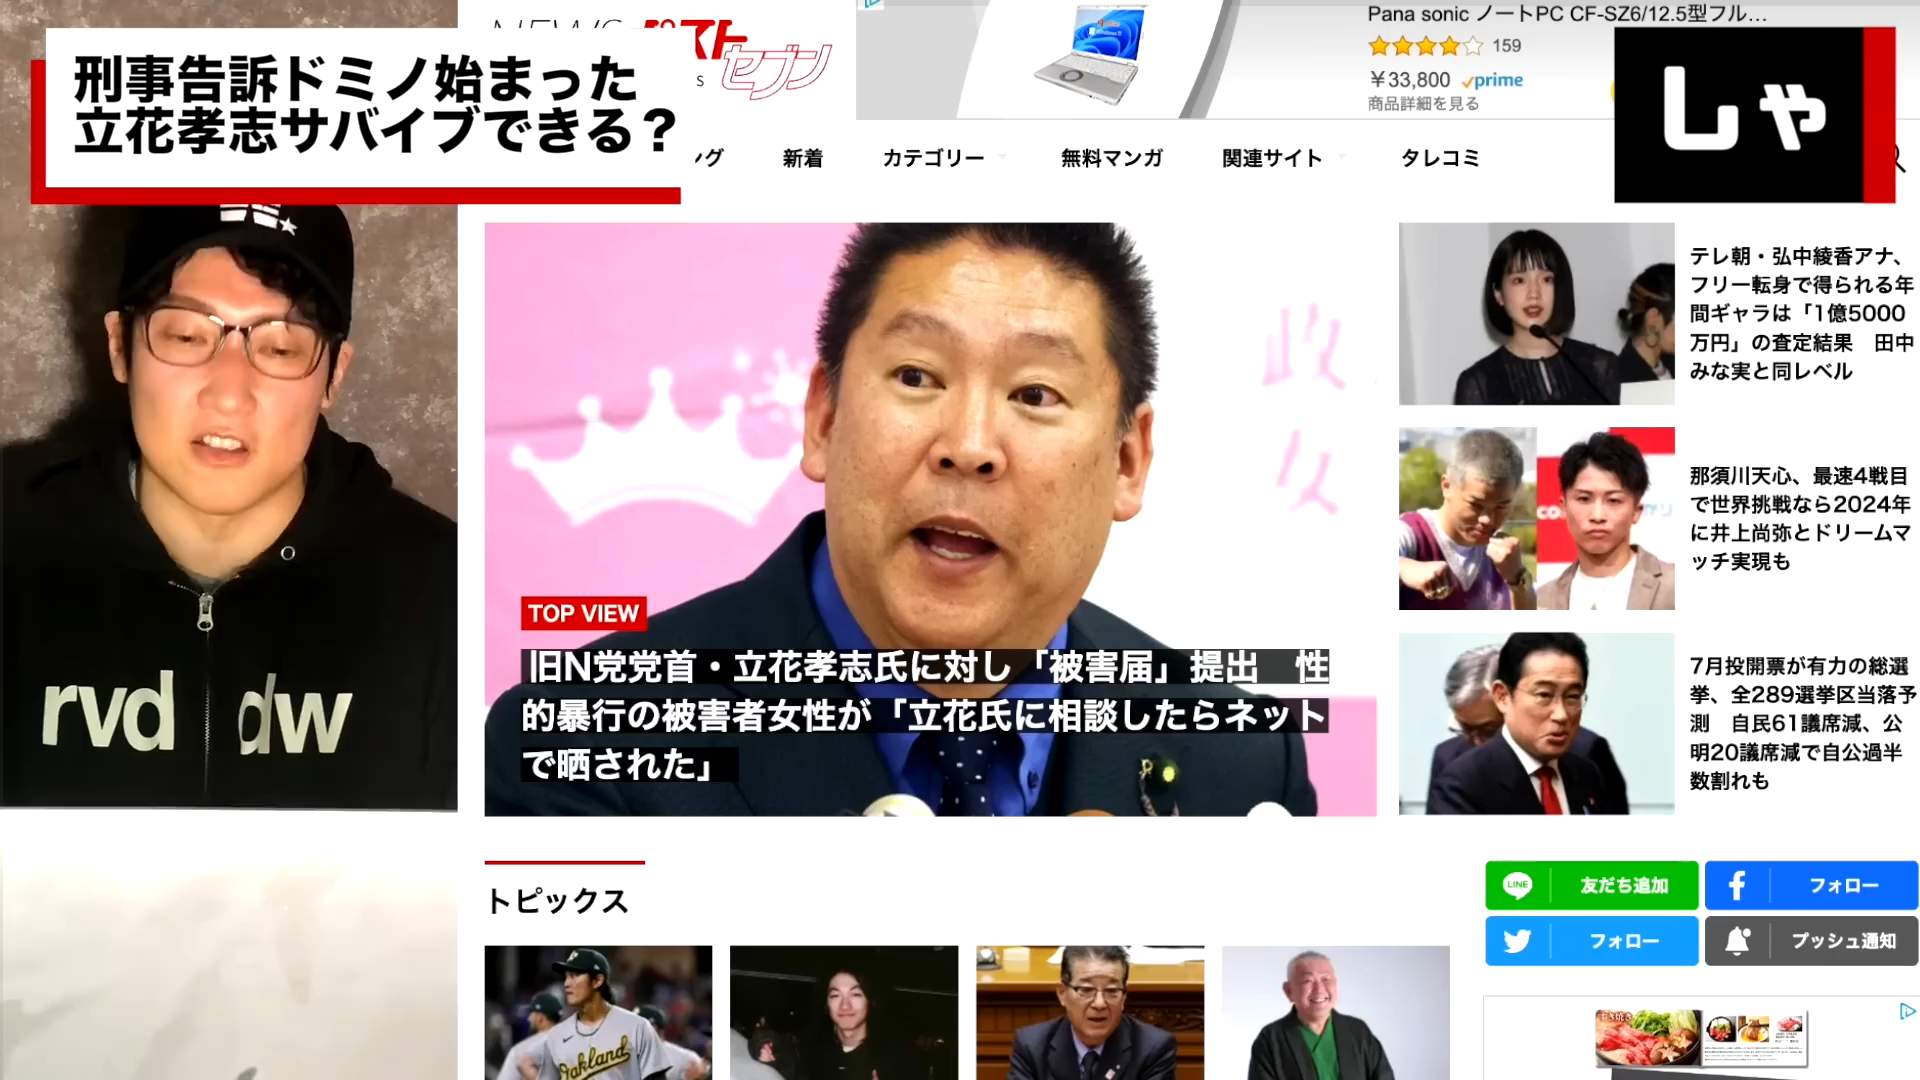 刑事告訴ドミノ始まった
立花孝志サバイブできる？
NEWS ポスト
セブン
S
Pana sonic ノートPC CF-SZ6/12.5型フル…
159
¥33,800 prime
商品詳細を見る
しゃ
ング
新着
カテゴリー
無料マンガ
関連サイト
タレコミ
TOP VIEW
旧N党党首・立花孝志氏に対し「被害届」提出　性
的暴行の被害者女性が「立花氏に相談したらネット
で晒された」
政
女
rvd dw
テレ朝・弘中綾香アナ、
フリー転身で得られる年
間ギャラは「1億5000
万円」の査定結果　田中
みな実と同レベル
那須川天心、最速4戦目
で世界挑戦なら2024年
に井上尚弥とドリームマ
ッチ実現も
7月投開票が有力の総選
挙、全289選挙区当落予
測　自民61議席減、公
明20議席減で自公過半
数割れも
トピックス
LINE 友だち追加
フォロー
フォロー
プッシュ通知
Oakland